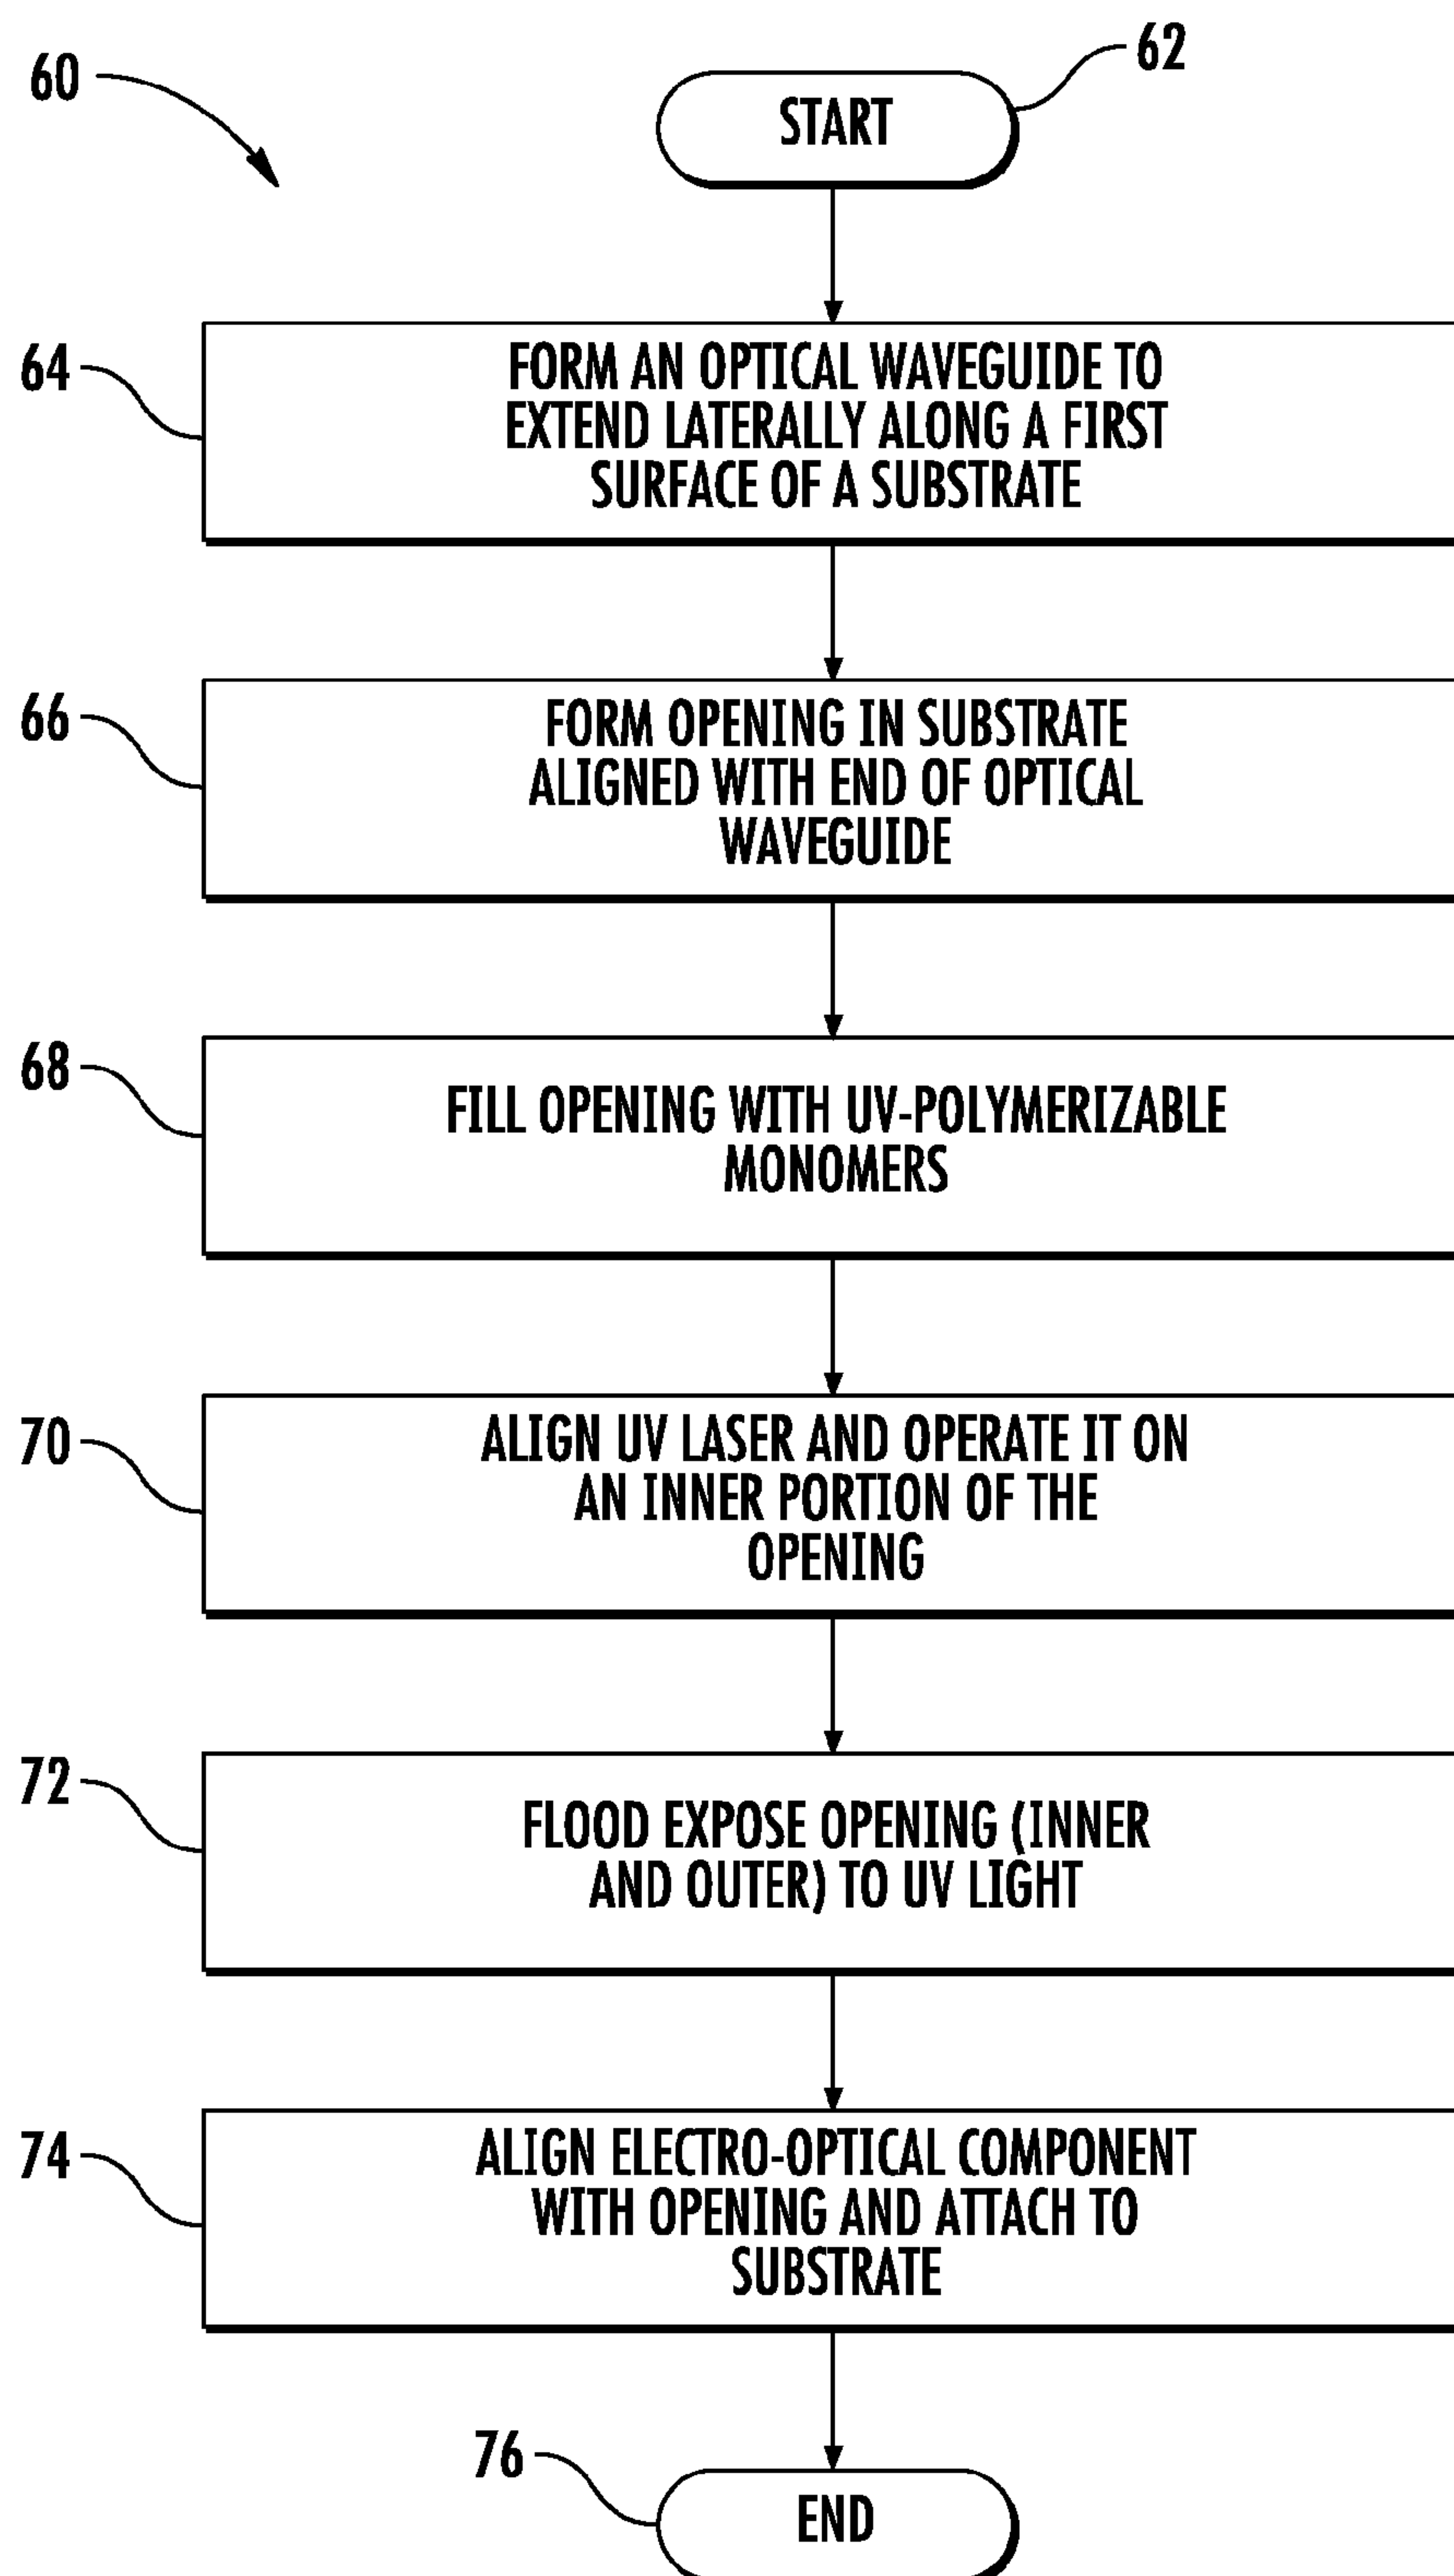 60
62
START
64
FORM AN OPTICAL WAVEGUIDE TO
EXTEND LATERALLY ALONG A FIRST
SURFACE OF A SUBSTRATE
66
FORM OPENING IN SUBSTRATE
ALIGNED WITH END OF OPTICAL
WAVEGUIDE
68
FILL OPENING WITH UV-POLYMERIZABLE
MONOMERS
70
ALIGN UV LASER AND OPERATE IT ON
AN INNER PORTION OF THE
OPENING
72
FLOOD EXPOSE OPENING (INNER
AND OUTER) TO UV LIGHT
74
ALIGN ELECTRO-OPTICAL COMPONENT
WITH OPENING AND ATTACH TO
SUBSTRATE
76
END